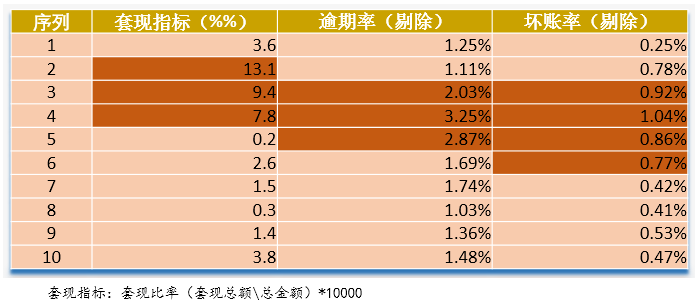 序列 套现指标（%%） 逾期率（剔除） 坏账率（剔除）
1 3.6 1.25% 0.25%
2 13.1 1.11% 0.78%
3 9.4 2.03% 0.92%
4 7.8 3.25% 1.04%
5 0.2 2.87% 0.86%
6 2.6 1.69% 0.77%
7 1.5 1.74% 0.42%
8 0.3 1.03% 0.41%
9 1.4 1.36% 0.53%
10 3.8 1.48% 0.47%
套现指标：套现比率（套现总额\总金额）*10000